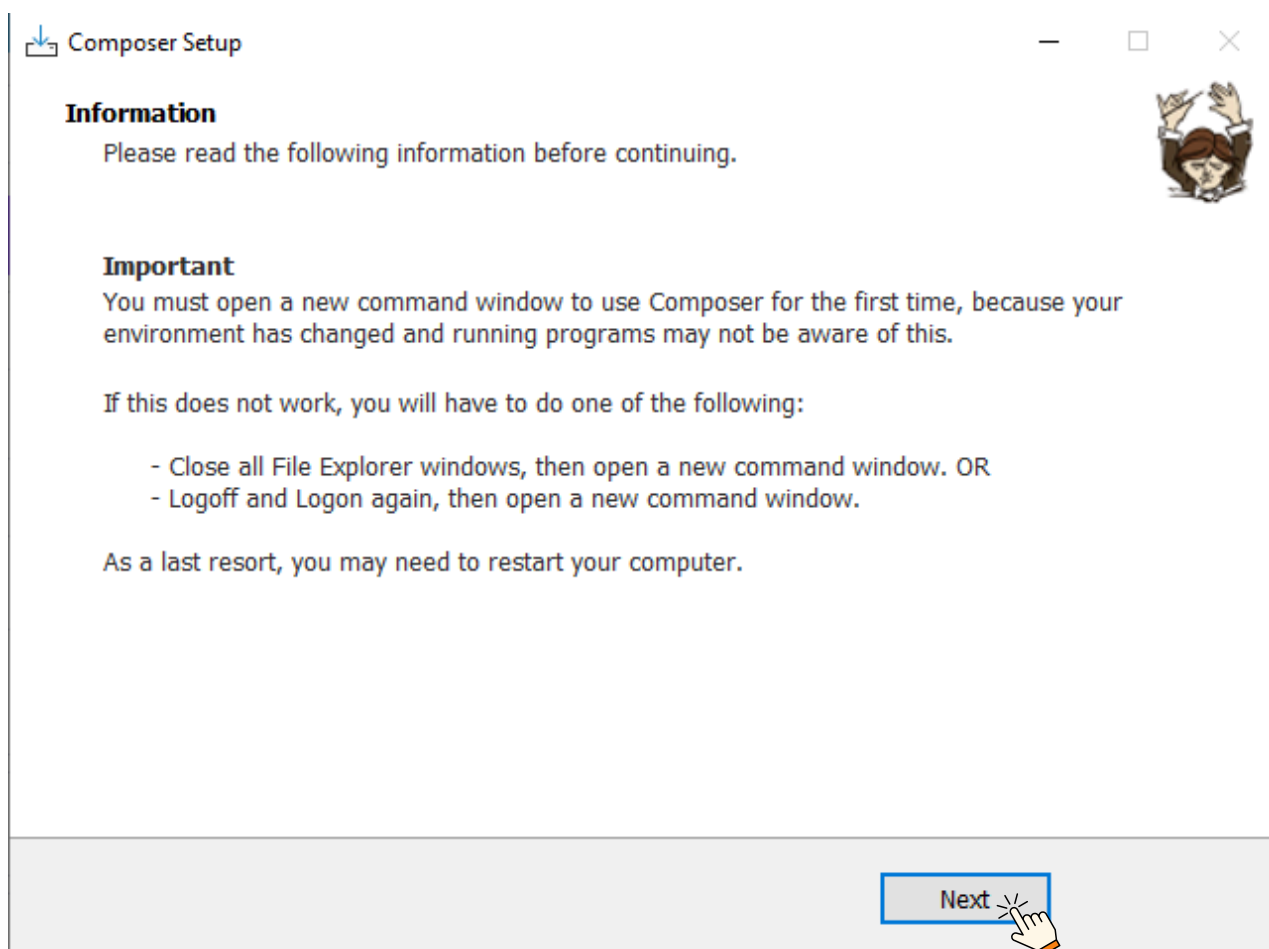 Composer Setup
Information
Please read the following information before continuing.
Important
You must open a new command window to use Composer for the first time, because your
environment has changed and running programs may not be aware of this.
If this does not work, you will have to do one of the following:
- Close all File Explorer windows, then open a new command window. OR
- Logoff and Logon again, then open a new command window.
As a last resort, you may need to restart your computer.
Next